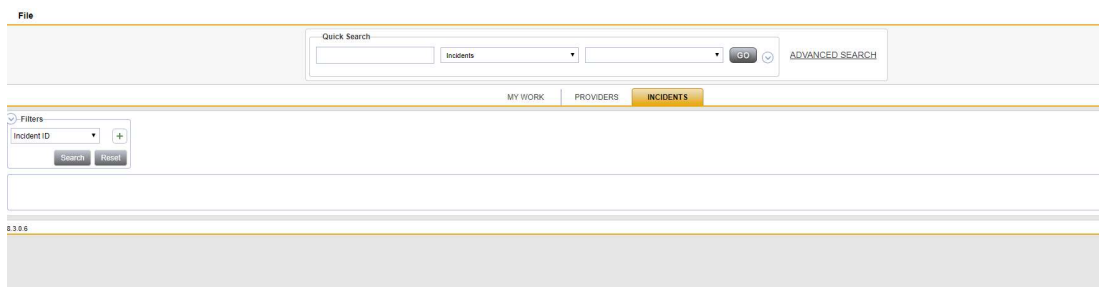 File
Quick Search
Incidents GO ADVANCED SEARCH
MY WORK PROVIDERS INCIDENTS
Filters
Incident ID +
Search Reset
8.3.0.6